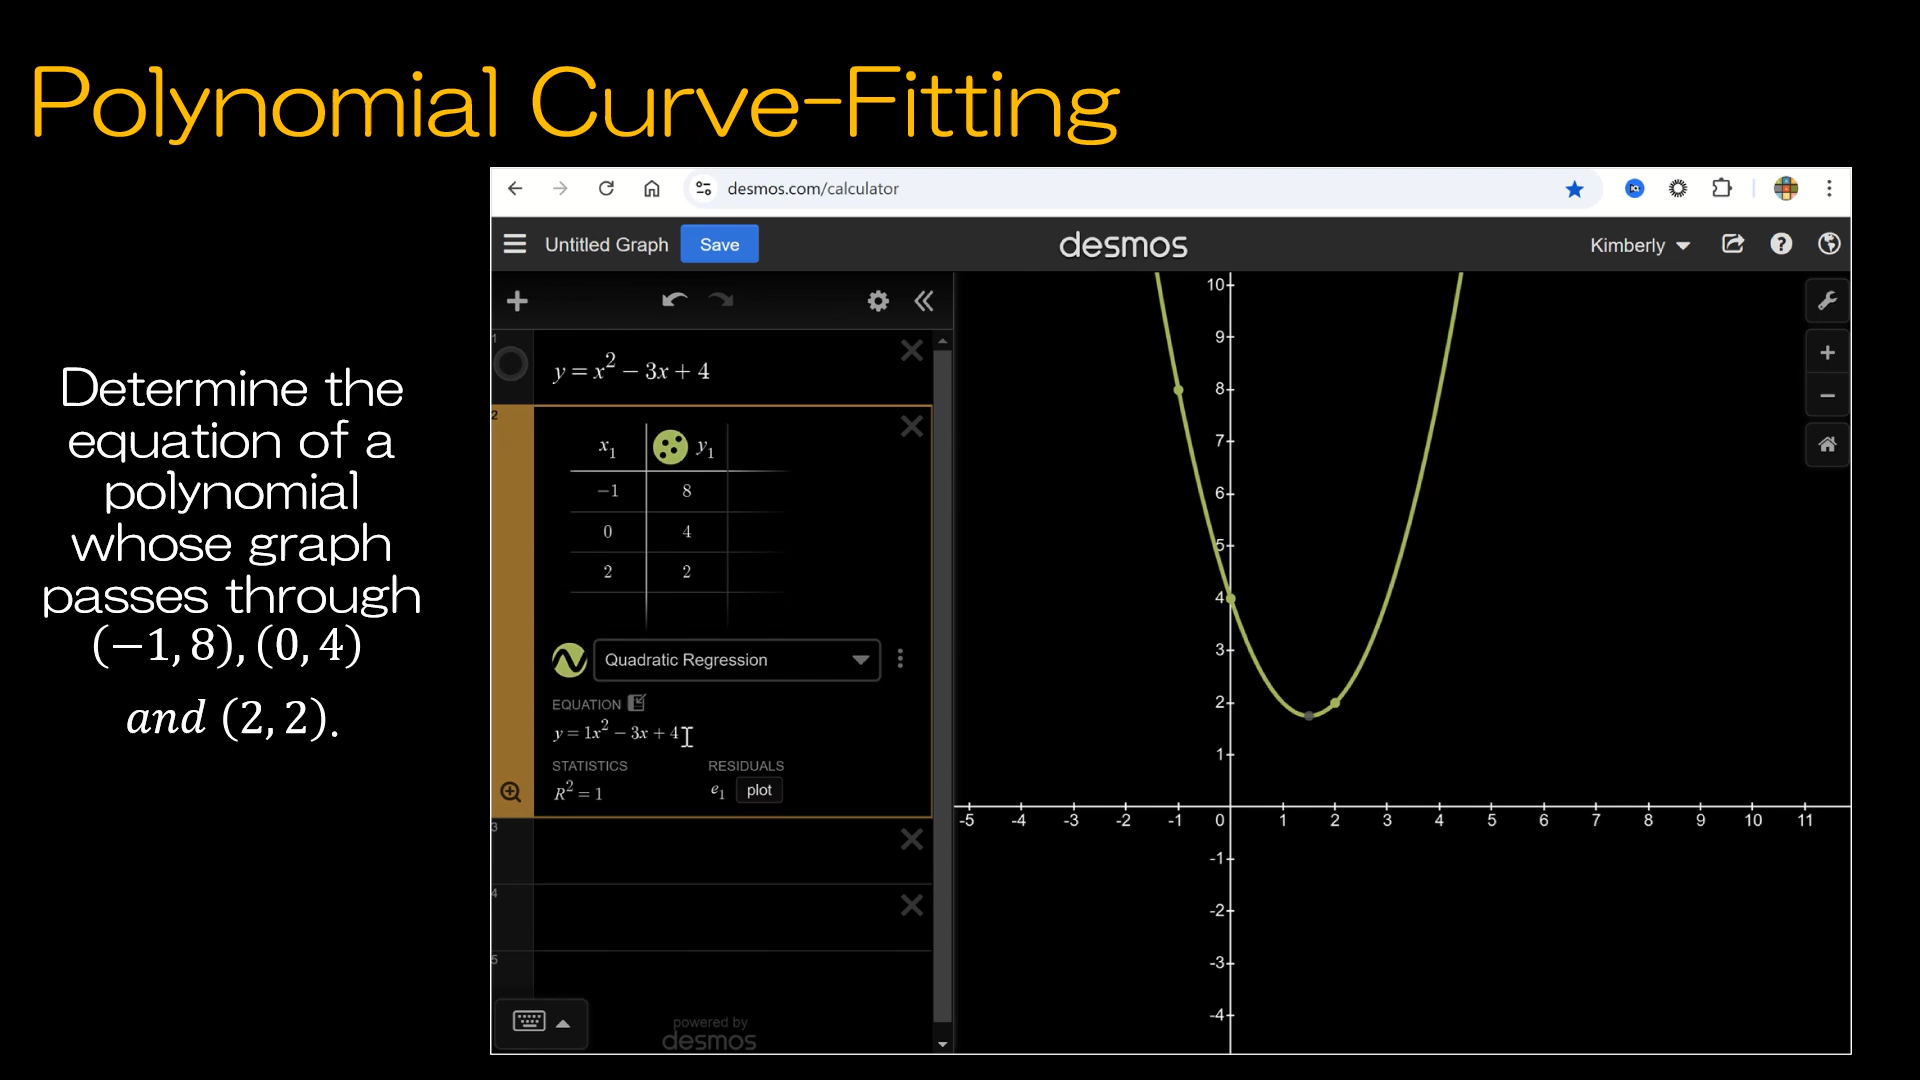 Polynomial Curve-Fitting
Determine the
equation of a
polynomial
whose graph
passes through
(−1, 8), (0, 4)
and (2, 2).
desmos.com/calculator
Untitled Graph Save desmos Kimberly
1
y = x² − 3x + 4
2
x₁ y₁
−1 8
0 4
2 2
Quadratic Regression
EQUATION
y = 1x² − 3x + 4
STATISTICS RESIDUALS
R² = 1 e₁ plot
3
4
5
powered by
desmos
10
9
8
7
6
5
4
3
2
1
-5 -4 -3 -2 -1 0 1 2 3 4 5 6 7 8 9 10 11
-1
-2
-3
-4